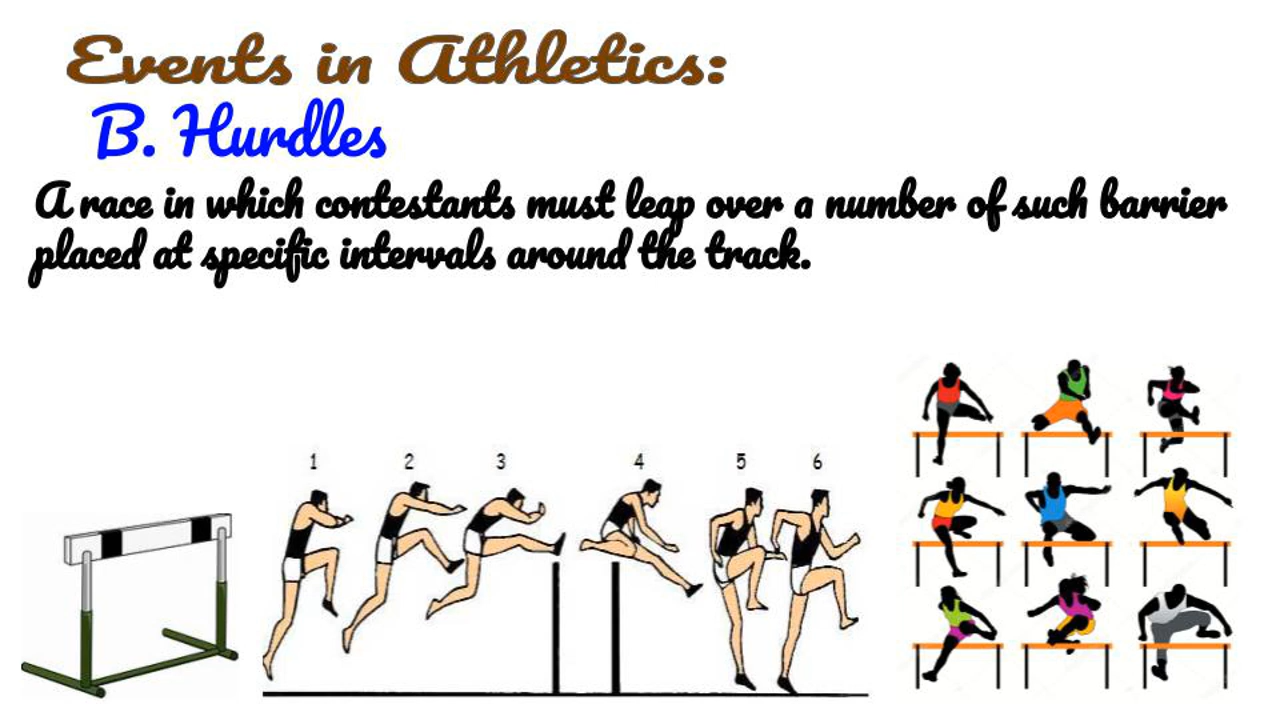 Events in Athletics:
B. Hurdles
A race in which contestants must leap over a number of such barrier
placed at specific intervals around the track.
1 2 3 4 5 6